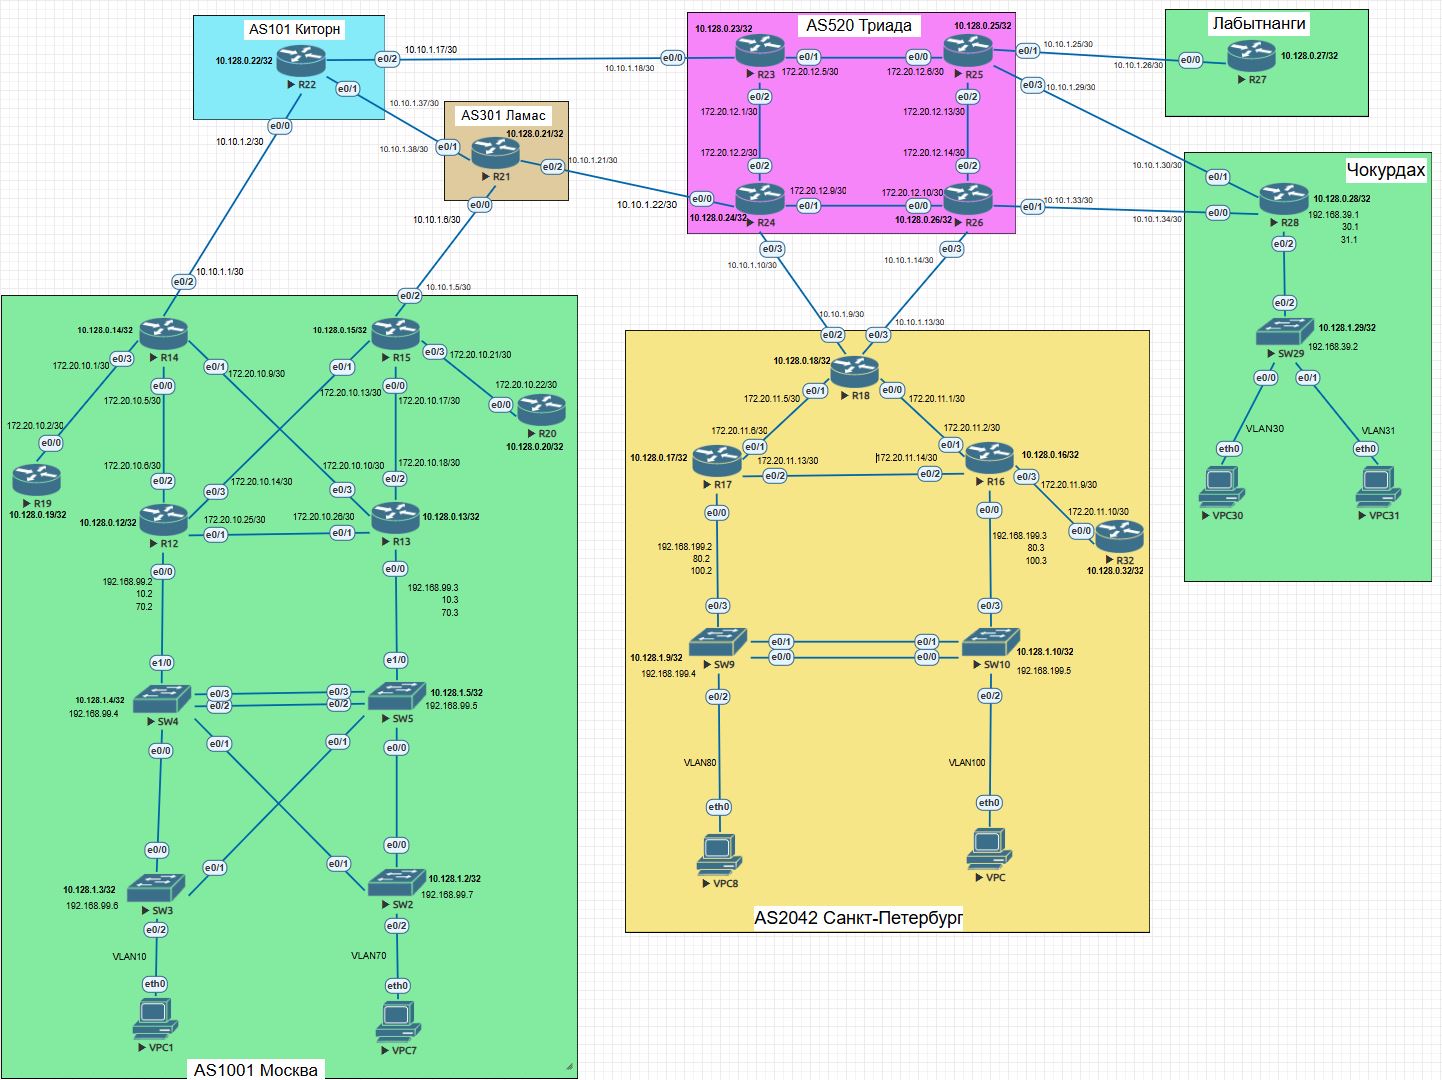 AS101 Киторн
10.128.0.22/32
R22
e0/2
10.10.1.17/30
e0/1
10.10.1.37/30
e0/0
10.10.1.2/30
AS301 Ламас
10.128.0.21/32
10.10.1.38/30
e0/1
R21
e0/2
10.10.1.21/30
e0/0
10.10.1.6/30
AS520 Триада
10.128.0.23/32
10.128.0.25/32
10.10.1.18/30
e0/0
R23
e0/1
172.20.12.5/30
e0/0
172.20.12.6/30
R25
e0/1
10.10.1.25/30
e0/3
10.10.1.29/30
e0/2
172.20.12.1/30
e0/2
172.20.12.13/30
172.20.12.2/30
e0/2
172.20.12.14/30
e0/2
10.10.1.22/30
e0/0
10.128.0.24/32
R24
172.20.12.9/30
e0/1
172.20.12.10/30
e0/0
10.128.0.26/32
R26
e0/1
10.10.1.33/30
e0/3
10.10.1.10/30
e0/3
10.10.1.14/30
Лабытнанги
10.10.1.26/30
e0/0
R27
10.128.0.27/32
Чокурдах
10.10.1.30/30
e0/1
10.10.1.34/30
e0/0
R28
10.128.0.28/32
192.168.39.1
30.1
31.1
e0/2
e0/2
10.128.1.29/32
SW29
192.168.39.2
e0/0
e0/1
VLAN30
VLAN31
eth0
eth0
VPC30
VPC31
10.10.1.1/30
e0/2
10.10.1.5/30
e0/2
10.128.0.14/32
R14
10.128.0.15/32
R15
e0/3
172.20.10.1/30
e0/1
172.20.10.9/30
e0/0
172.20.10.5/30
e0/1
172.20.10.13/30
e0/0
172.20.10.17/30
e0/3
172.20.10.21/30
172.20.10.22/30
e0/0
R20
10.128.0.20/32
172.20.10.2/30
e0/0
R19
10.128.0.19/32
172.20.10.6/30
e0/2
172.20.10.14/30
e0/3
172.20.10.10/30
e0/3
172.20.10.18/30
e0/2
10.128.0.12/32
R12
172.20.10.25/30
e0/1
172.20.10.26/30
e0/1
10.128.0.13/32
R13
e0/0
192.168.99.2
10.2
70.2
e0/0
192.168.99.3
10.3
70.3
e1/0
e1/0
10.128.1.4/32
192.168.99.4
SW4
e0/3
e0/2
e0/3
e0/2
10.128.1.5/32
192.168.99.5
SW5
e0/0
e0/1
e0/1
e0/0
e0/0
e0/1
e0/1
e0/0
10.128.1.3/32
192.168.99.6
SW3
10.128.1.2/32
192.168.99.7
SW2
e0/2
e0/2
VLAN10
VLAN70
eth0
eth0
VPC1
VPC7
AS1001 Москва
10.10.1.9/30
e0/2
10.10.1.13/30
e0/3
10.128.0.18/32
R18
e0/1
172.20.11.5/30
e0/0
172.20.11.1/30
172.20.11.6/30
e0/1
172.20.11.2/30
e0/1
10.128.0.17/32
R17
172.20.11.13/30
e0/2
172.20.11.14/30
e0/2
R16
10.128.0.16/32
e0/3
172.20.11.9/30
172.20.11.10/30
e0/0
R32
10.128.0.32/32
e0/0
192.168.199.2
80.2
100.2
e0/0
192.168.199.3
80.3
100.3
e0/3
e0/3
10.128.1.9/32
192.168.199.4
SW9
e0/1
e0/0
e0/1
e0/0
10.128.1.10/32
192.168.199.5
SW10
e0/2
e0/2
VLAN80
VLAN100
eth0
eth0
VPC8
VPC
AS2042 Санкт-Петербург